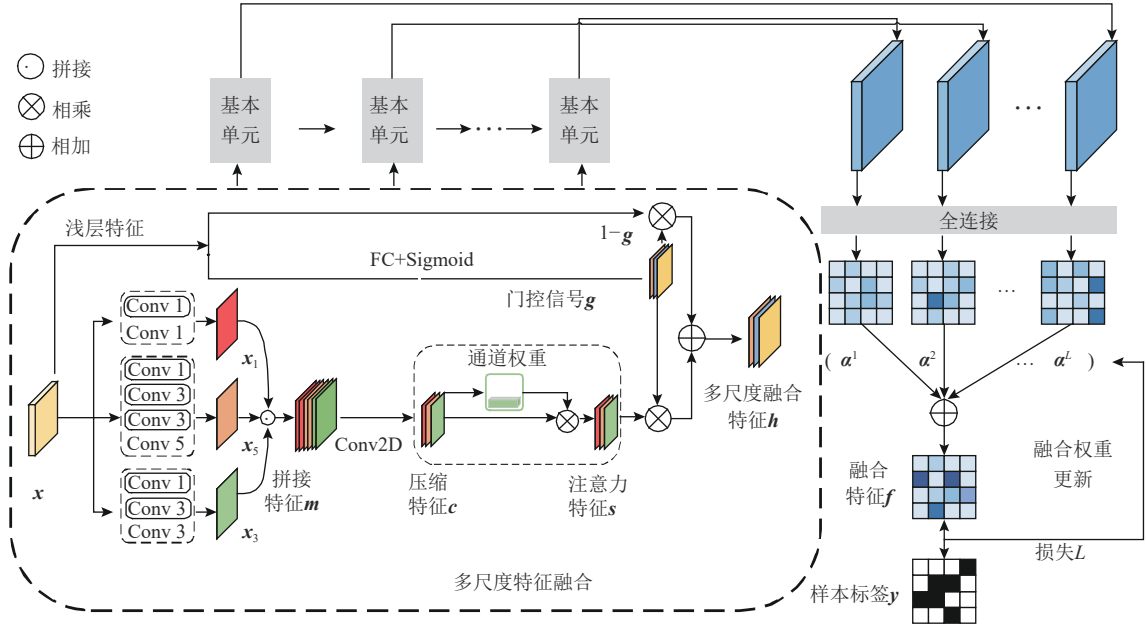 拼接
相乘
相加
基本
单元
基本
单元
基本
单元
...
...
浅层特征
1−g
FC+Sigmoid
门控信号g
Conv 1
Conv 1
x1
Conv 1
Conv 3
Conv 3
Conv 5
x5
Conv 1
Conv 3
Conv 3
x3
x
拼接
特征m
Conv2D
通道权重
压缩
特征c
注意力
特征s
多尺度融合
特征h
多尺度特征融合
全连接
...
( α1 α2 ... αL )
融合
特征f
融合权重
更新
损失L
样本标签y